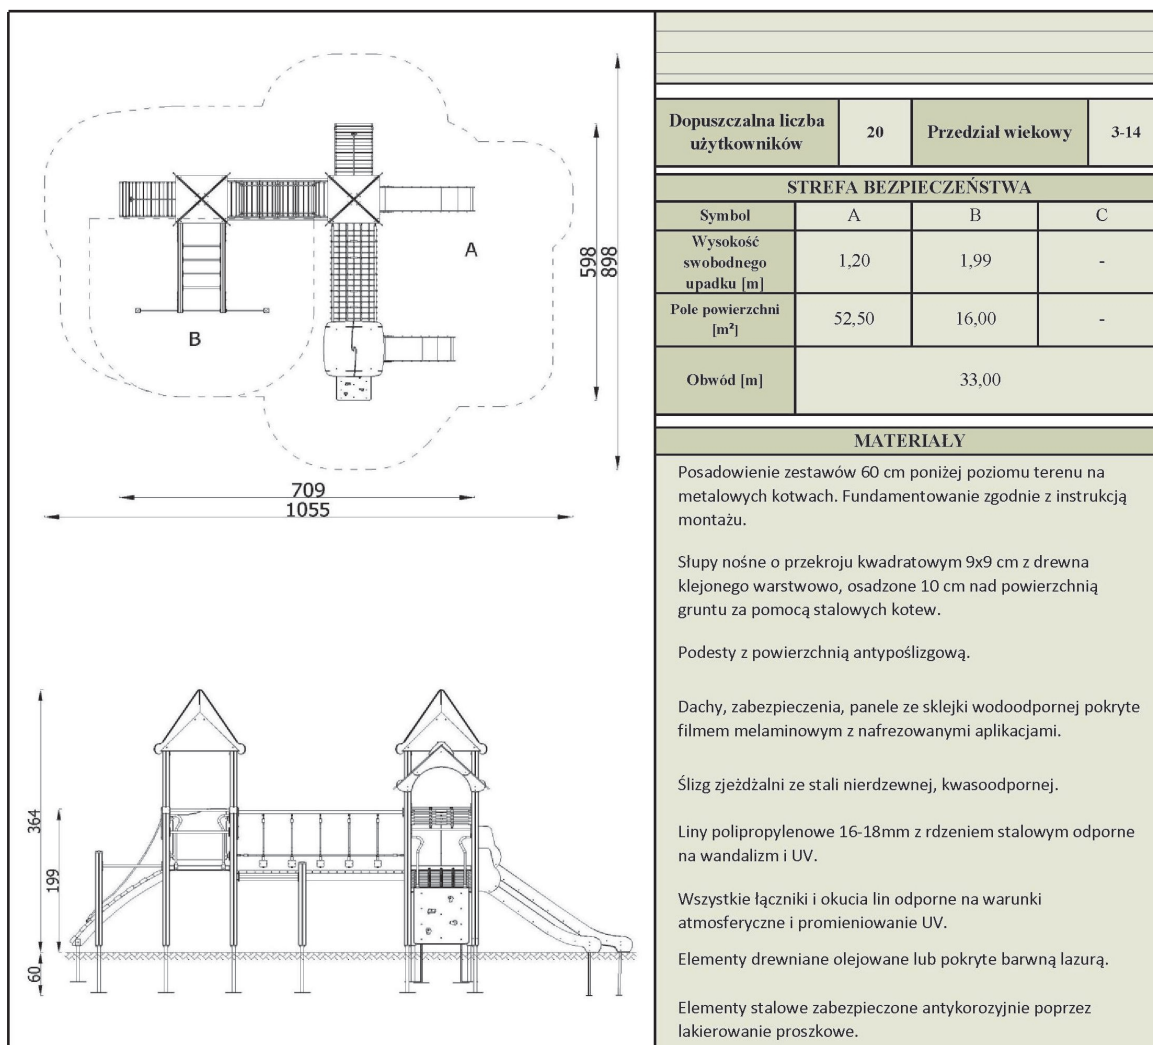 A
B
598
898
709
1055
364
199
60
Dopuszczalna liczba
użytkowników
20
Przedział wiekowy
3-14
STREFA BEZPIECZEŃSTWA
Symbol
A
B
C
Wysokość
swobodnego
upadku [m]
1,20
1,99
-
Pole powierzchni
[m²]
52,50
16,00
-
Obwód [m]
33,00
MATERIAŁY
Posadowienie zestawów 60 cm poniżej poziomu terenu na
metalowych kotwach. Fundamentowanie zgodnie z instrukcją
montażu.
Słupy nośne o przekroju kwadratowym 9x9 cm z drewna
klejonego warstwowo, osadzone 10 cm nad powierzchnią
gruntu za pomocą stalowych kotew.
Podesty z powierzchnią antypoślizgową.
Dachy, zabezpieczenia, panele ze sklejki wodoodpornej pokryte
filmem melaminowym z nafrezowanymi aplikacjami.
Ślizg zjeżdżalni ze stali nierdzewnej, kwasoodpornej.
Liny polipropylenowe 16-18mm z rdzeniem stalowym odporne
na wandalizm i UV.
Wszystkie łączniki i okucia lin odporne na warunki
atmosferyczne i promieniowanie UV.
Elementy drewniane olejowane lub pokryte barwną lazurą.
Elementy stalowe zabezpieczone antykorozyjnie poprzez
lakierowanie proszkowe.